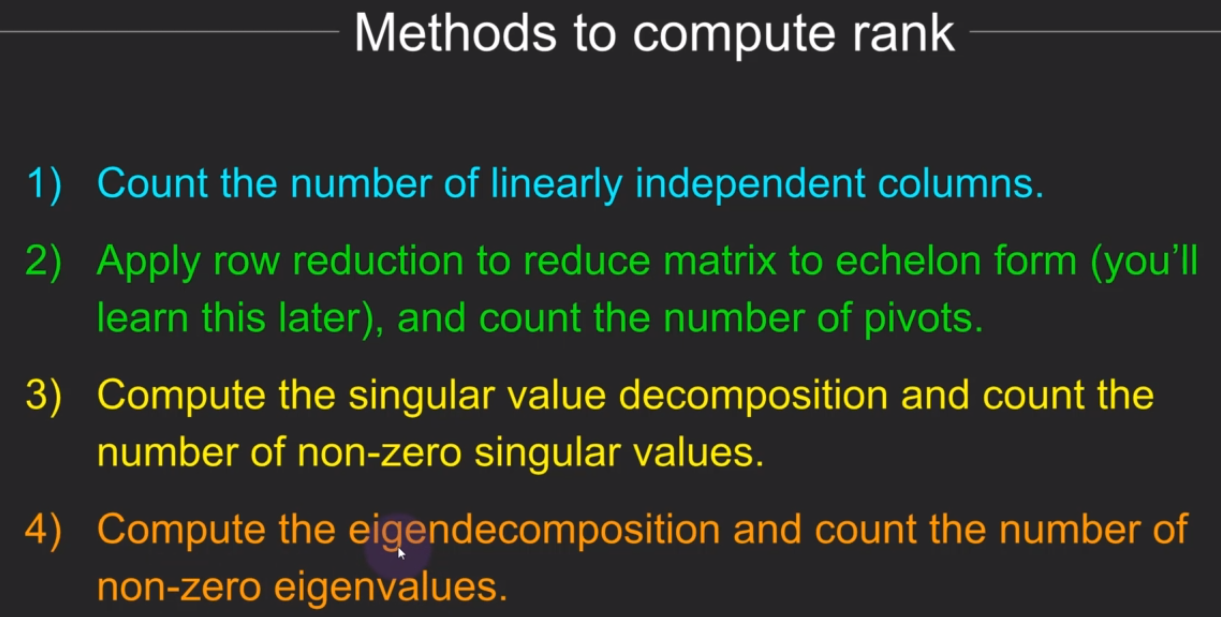 Methods to compute rank
1) Count the number of linearly independent columns.
2) Apply row reduction to reduce matrix to echelon form (you’ll
learn this later), and count the number of pivots.
3) Compute the singular value decomposition and count the
number of non-zero singular values.
4) Compute the eigendecomposition and count the number of
non-zero eigenvalues.